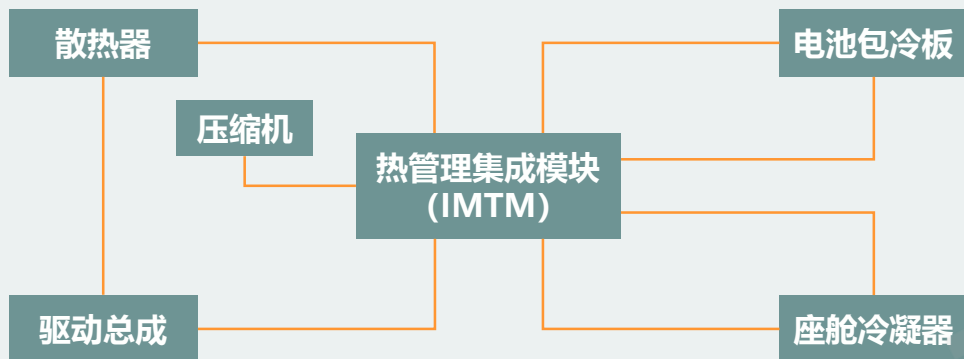 散热器
电池包冷板
压缩机
热管理集成模块
（IMTM）
驱动总成
座舱冷凝器